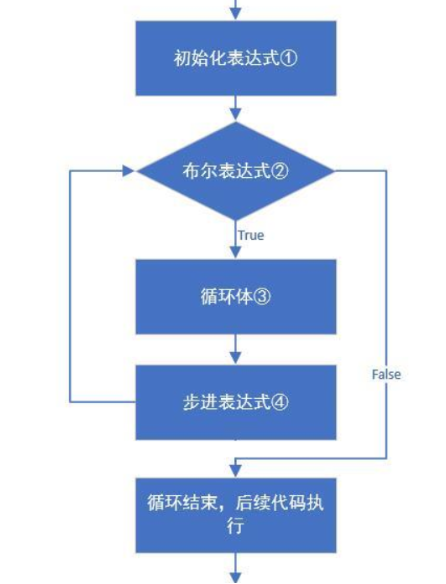 初始化表达式①
布尔表达式②
True
循环体③
False
步进表达式④
循环结束，后续代码执
行